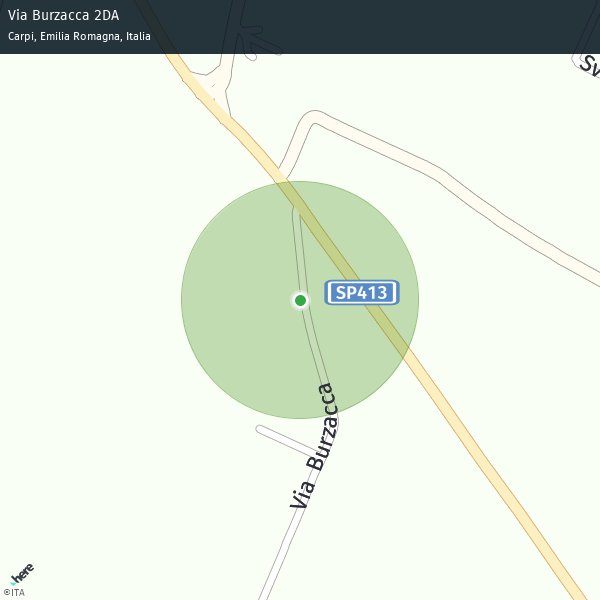 Via Burzacca 2DA
Carpi, Emilia Romagna, Italia
SP413
Via Burzacca
here
©ITA